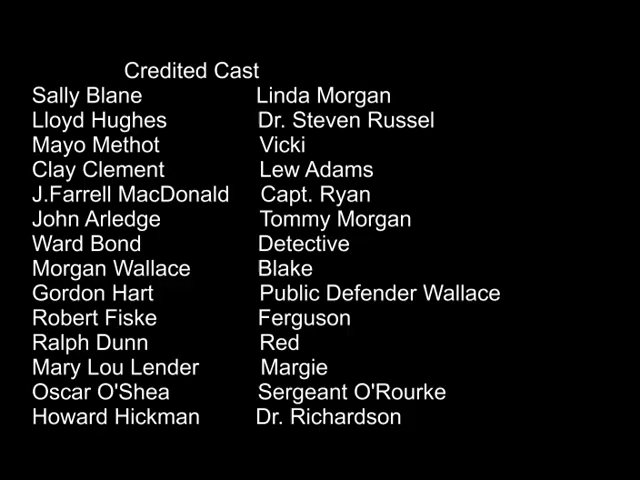 Credited Cast
Sally Blane Linda Morgan
Lloyd Hughes Dr. Steven Russel
Mayo Methot Vicki
Clay Clement Lew Adams
J.Farrell MacDonald Capt. Ryan
John Arledge Tommy Morgan
Ward Bond Detective
Morgan Wallace Blake
Gordon Hart Public Defender Wallace
Robert Fiske Ferguson
Ralph Dunn Red
Mary Lou Lender Margie
Oscar O'Shea Sergeant O'Rourke
Howard Hickman Dr. Richardson